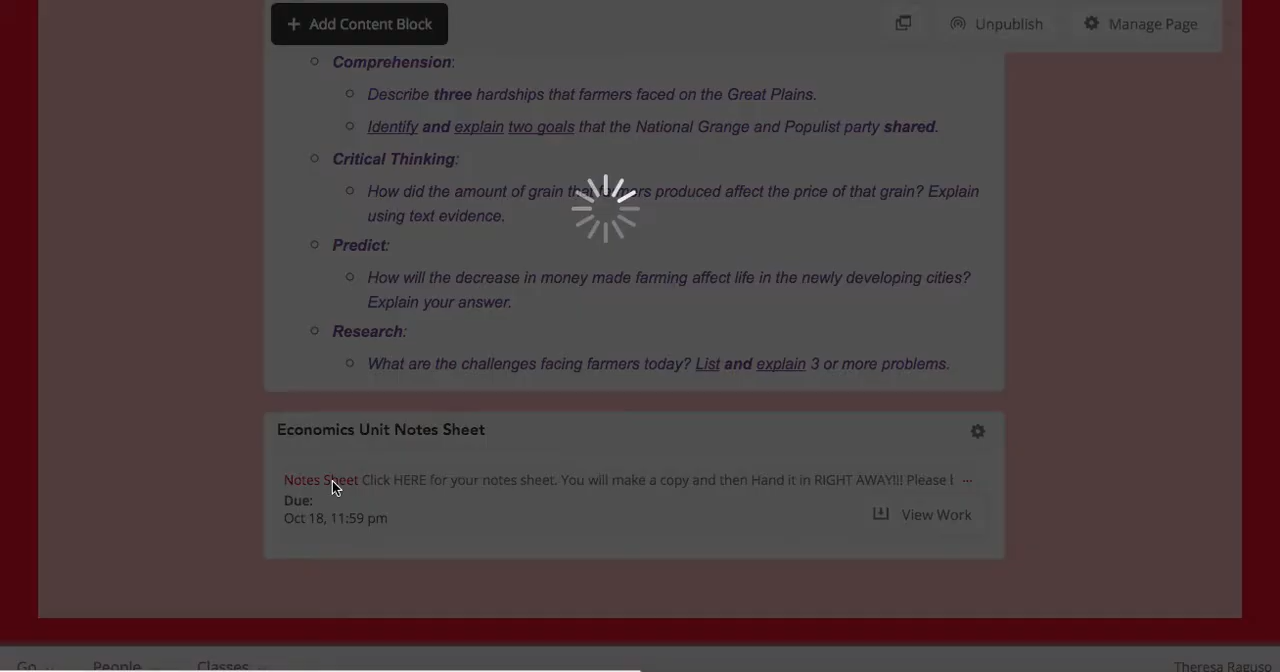 + Add Content Block
Unpublish
Manage Page
Comprehension:
Describe three hardships that farmers faced on the Great Plains.
Identify and explain two goals that the National Grange and Populist party shared.
Critical Thinking:
How did the amount of grain that farmers produced affect the price of that grain? Explain
using text evidence.
Predict:
How will the decrease in money made farming affect life in the newly developing cities?
Explain your answer.
Research:
What are the challenges facing farmers today? List and explain 3 or more problems.
Economics Unit Notes Sheet
Notes Sheet Click HERE for your notes sheet. You will make a copy and then Hand it in RIGHT AWAY!!! Please ...
Due:
Oct 18, 11:59 pm
View Work
Go People Classes Theresa Raguso